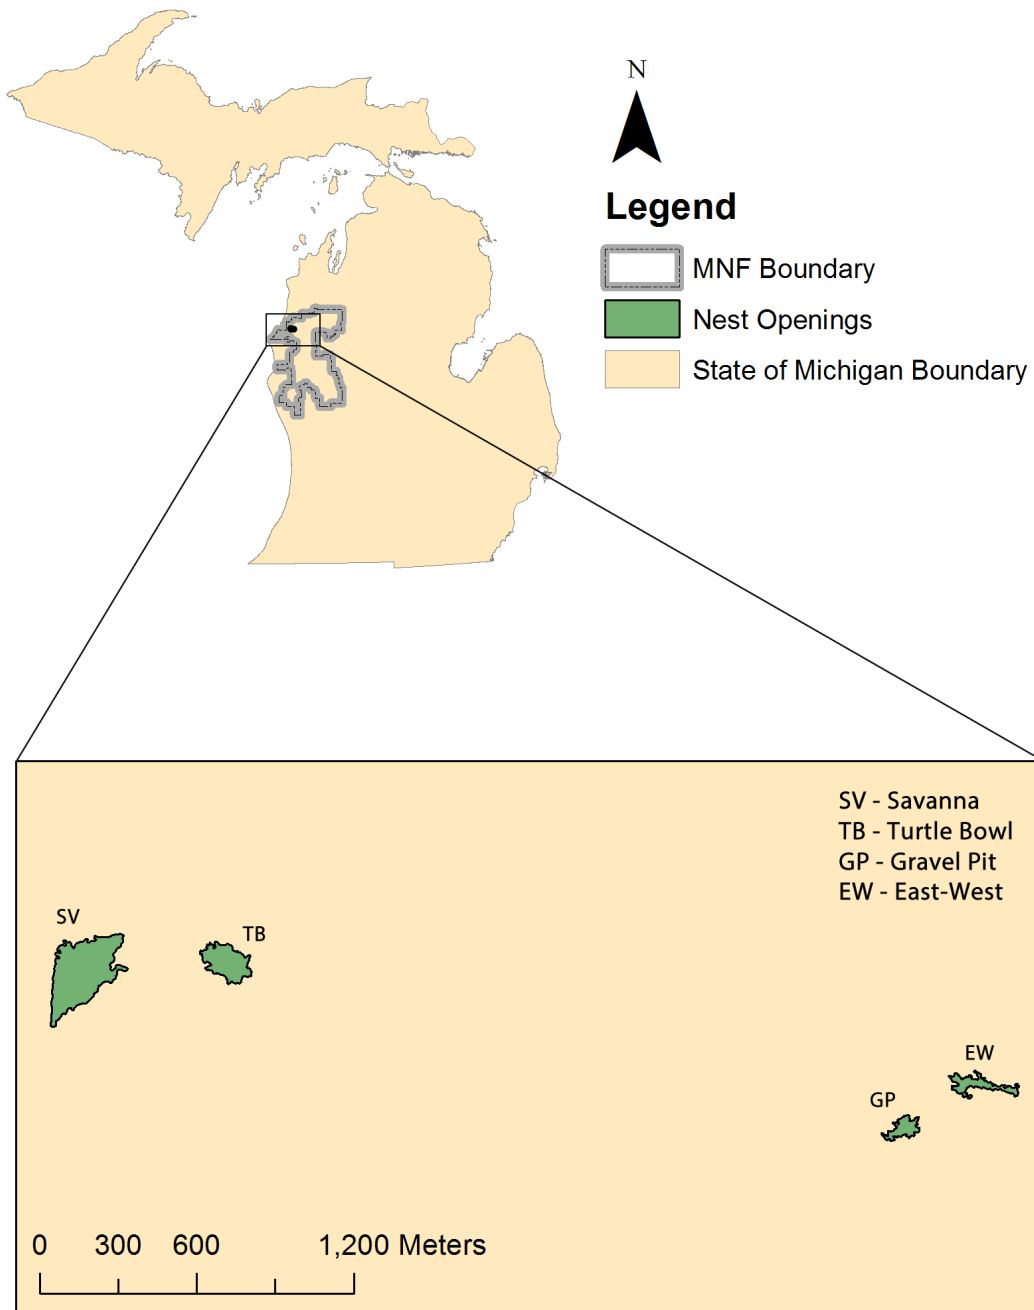 N
Legend
MNF Boundary
Nest Openings
State of Michigan Boundary
SV - Savanna
TB - Turtle Bowl
GP - Gravel Pit
EW - East-West
SV
TB
EW
GP
0 300 600 1,200 Meters